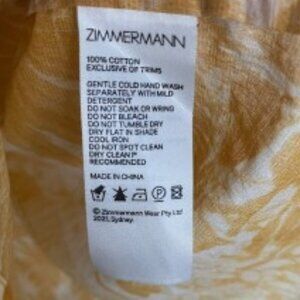 ZIMMERMANN
100% COTTON
EXCLUSIVE OF TRIMS
GENTLE COLD HAND WASH
SEPARATELY WITH MILD
DETERGENT
DO NOT SOAK OR WRING
DO NOT BLEACH
DO NOT TUMBLE DRY
DRY FLAT IN SHADE
COOL IRON
DO NOT SPOT CLEAN
DRY CLEAN P
RECOMMENDED
MADE IN CHINA
P
© Zimmermann Wear Pty Ltd
2021, Sydney.